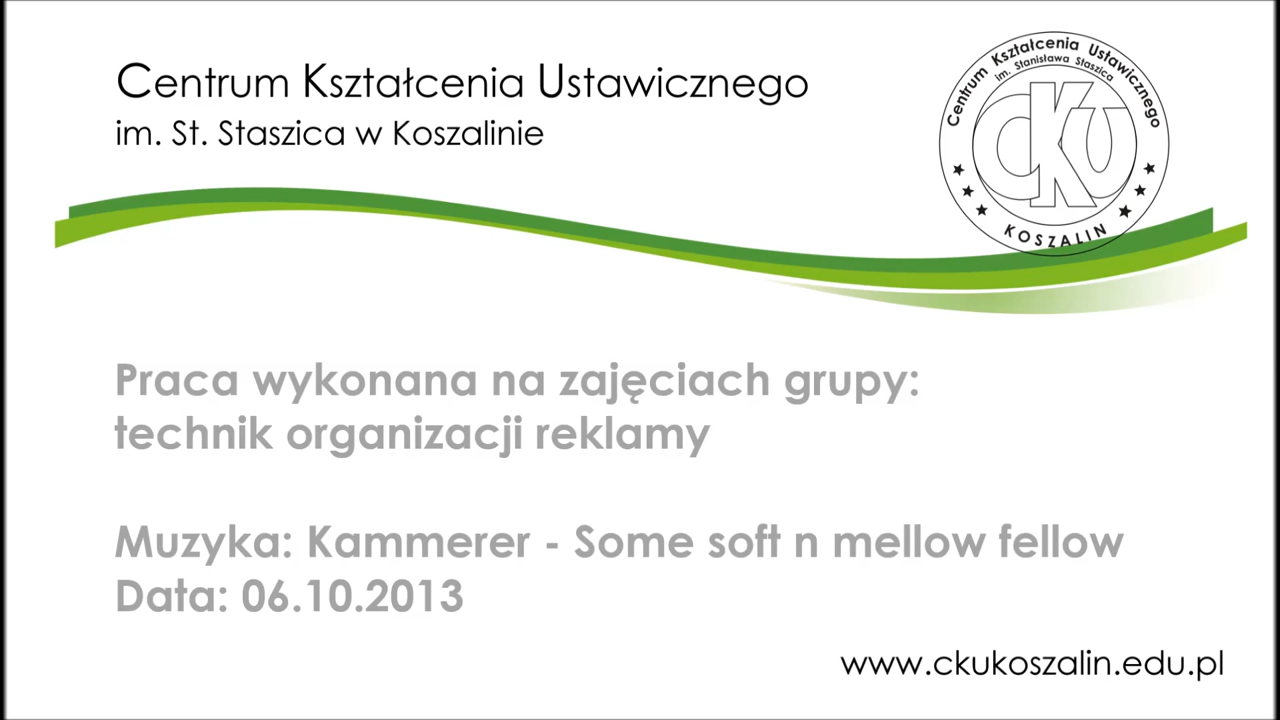 Centrum Kształcenia Ustawicznego
im. St. Staszica w Koszalinie
Centrum Kształcenia Ustawicznego
im. Stanisława Staszica
CKU
KOSZALIN
Praca wykonana na zajęciach grupy:
technik organizacji reklamy
Muzyka: Kammerer - Some soft n mellow fellow
Data: 06.10.2013
www.ckukoszalin.edu.pl